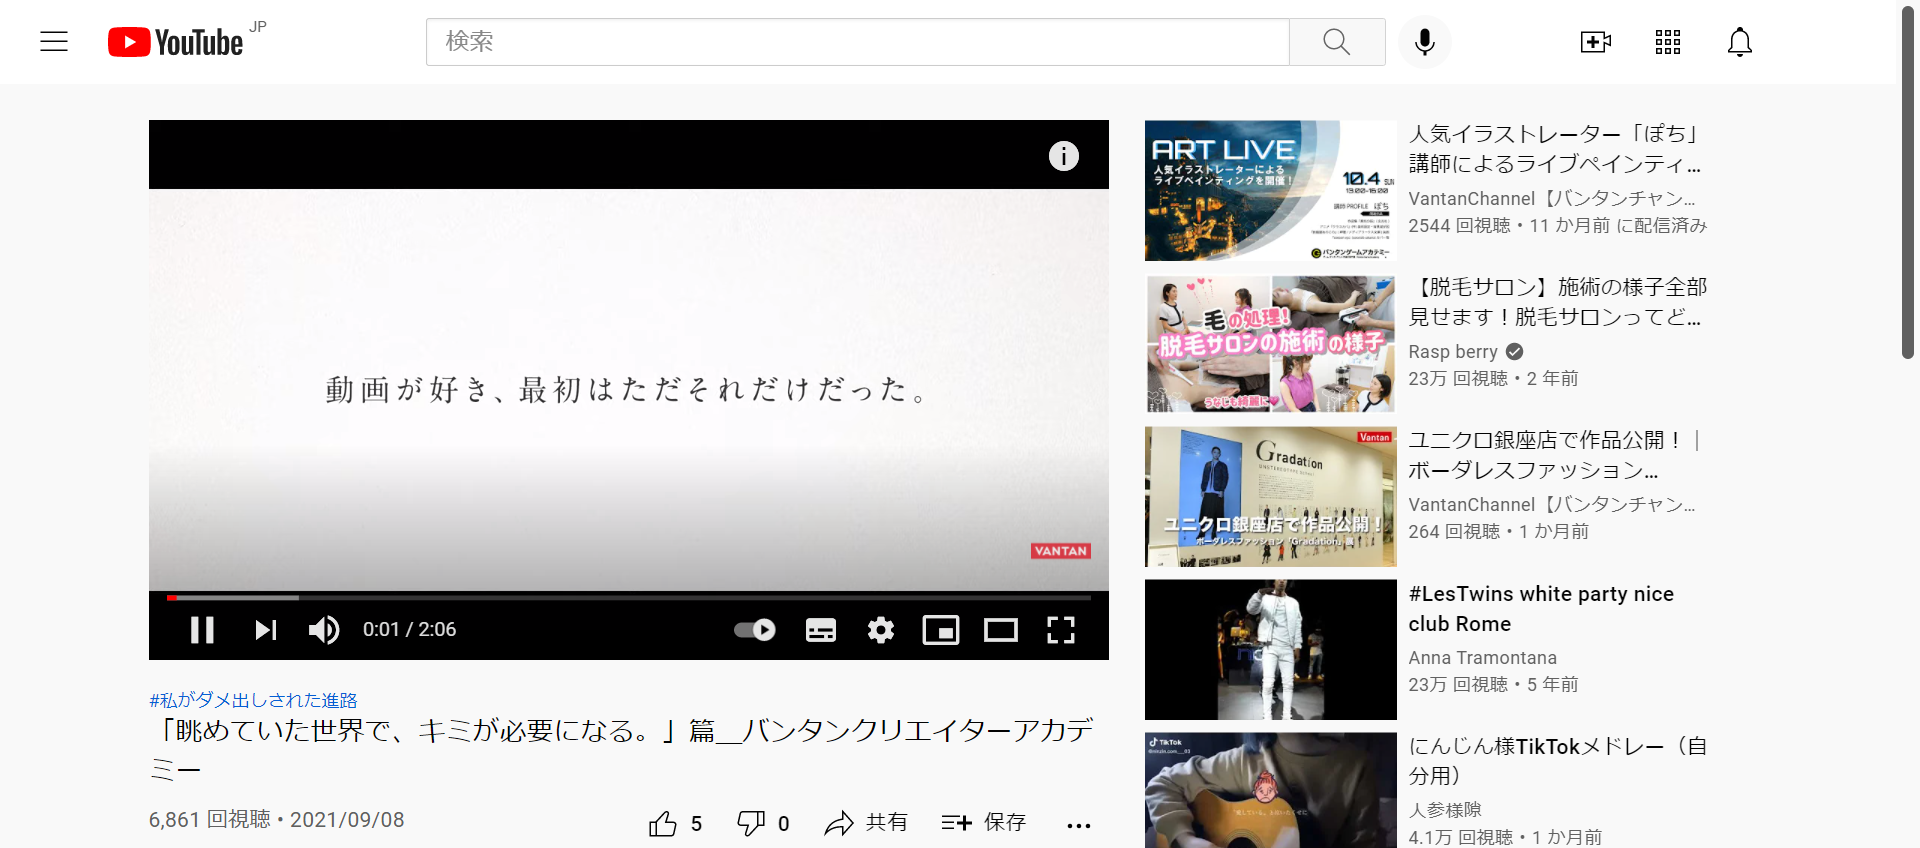 YouTube JP
検索
動画が好き、最初はただそれだけだった。
VANTAN
0:01 / 2:06
#私がダメ出しされた進路
「眺めていた世界で、キミが必要になる。」篇＿バンタンクリエイターアカデ
ミー
6,861 回視聴・2021/09/08
5
0
共有
保存
ART LIVE
人気イラストレーターによる
ライブペインティングを開催！
10.4 SUN
13:00-16:00
講師PROFILE ぽち
バンタンゲームアカデミー
人気イラストレーター「ぽち」
講師によるライブペインティ...
VantanChannel【バンタンチャン...
2544 回視聴・11 か月前 に配信済み
毛の処理!
脱毛サロンの施術の様子
うなじも綺麗に
【脱毛サロン】施術の様子全部
見せます！脱毛サロンってど...
Rasp berry
23万 回視聴・2 年前
Vantan
Gradation
ユニクロ銀座店で作品公開！
ボーダレスファッション「Gradation」展
ユニクロ銀座店で作品公開！｜
ボーダレスファッション...
VantanChannel【バンタンチャン...
264 回視聴・1 か月前
#LesTwins white party nice
club Rome
Anna Tramontana
23万 回視聴・5 年前
TikTok
にんじん様TikTokメドレー（自
分用）
人参様隙
4.1万 回視聴・1 か月前